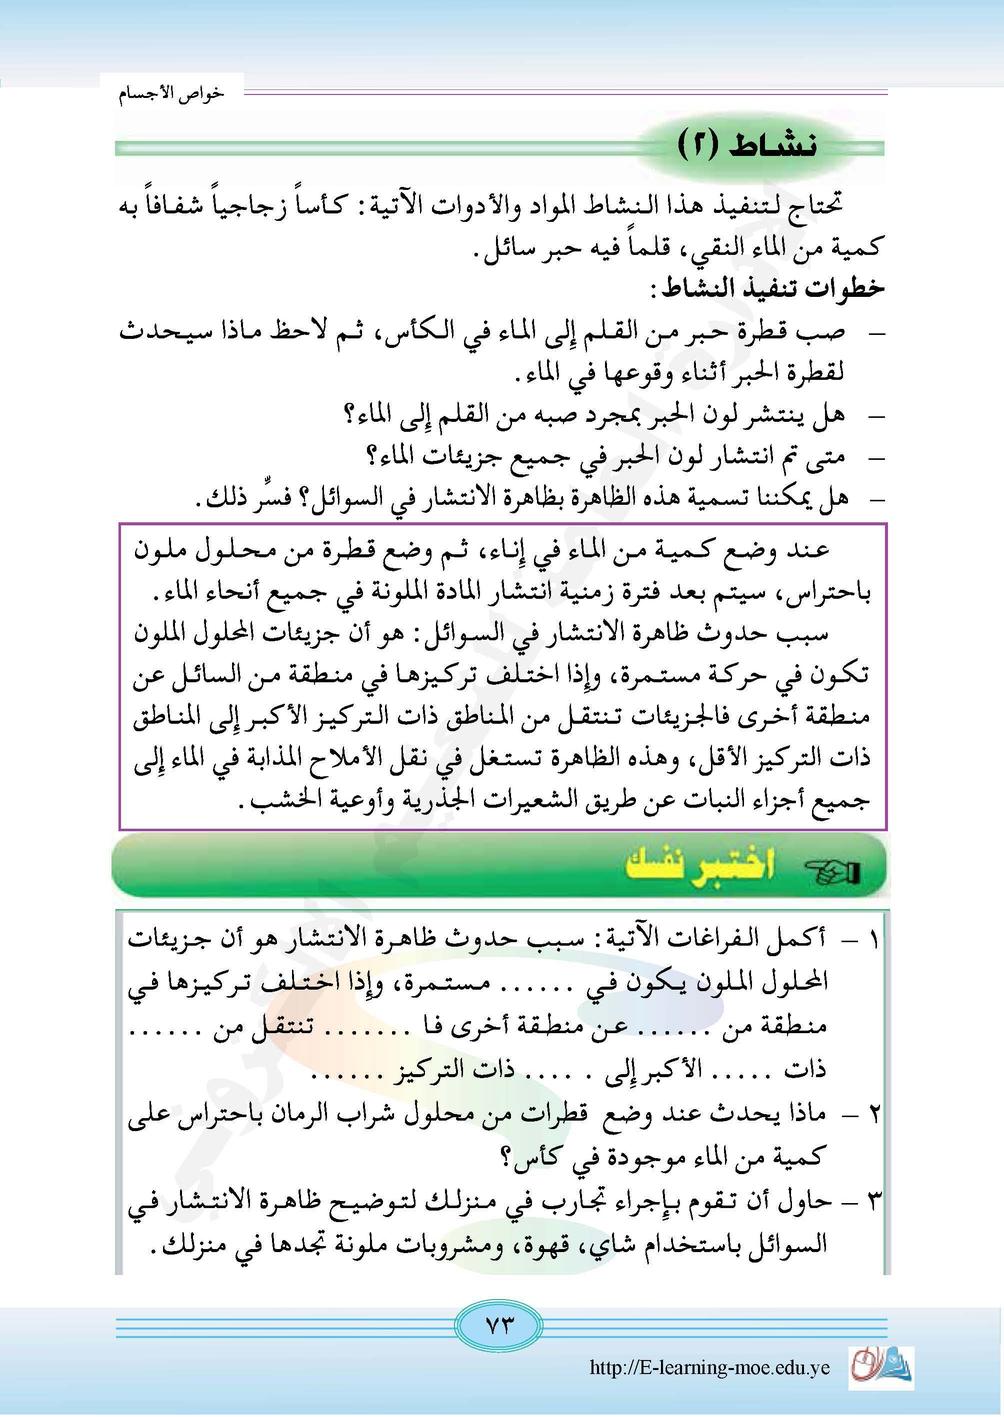 خواص الأجسام
نشاط (٢)
تحتاج لتنفيذ هذا النشاط المواد والأدوات الآتية: كأساً زجاجياً شفافاً به
كمية من الماء النقي، قلماً فيه حبر سائل.
خطوات تنفيذ النشاط:
– صب قطرة حبر من القلم إلى الماء في الكأس، ثم لاحظ ماذا سيحدث
لقطرة الحبر أثناء وقوعها في الماء.
– هل ينتشر لون الحبر بمجرد صبه من القلم إلى الماء؟
– متى تم انتشار لون الحبر في جميع جزيئات الماء؟
– هل يمكننا تسمية هذه الظاهرة بظاهرة الانتشار في السوائل؟ فسِّر ذلك.
عند وضع كمية من الماء في إناء، ثم وضع قطرة من محلول ملون
باحتراس، سيتم بعد فترة زمنية انتشار المادة الملونة في جميع أنحاء الماء.
سبب حدوث ظاهرة الانتشار في السوائل: هو أن جزيئات المحلول الملون
تكون في حركة مستمرة، وإذا اختلف تركيزها في منطقة من السائل عن
منطقة أخرى فالجزيئات تنتقل من المناطق ذات التركيز الأكبر إلى المناطق
ذات التركيز الأقل، وهذه الظاهرة تستغل في نقل الأملاح المذابة في الماء إلى
جميع أجزاء النبات عن طريق الشعيرات الجذرية وأوعية الخشب.
اختبر نفسك
١ – أكمل الفراغات الآتية: سبب حدوث ظاهرة الانتشار هو أن جزيئات
المحلول الملون يكون في ...... مستمرة، وإذا اختلف تركيزها في
منطقة من ...... عن منطقة أخرى فا ....... تنتقل من ......
ذات ..... الأكبر إلى ..... ذات التركيز ......
٢ – ماذا يحدث عند وضع قطرات من محلول شراب الرمان باحتراس على
كمية من الماء موجودة في كأس؟
٣ – حاول أن تقوم بإجراء تجارب في منزلك لتوضيح ظاهرة الانتشار في
السوائل باستخدام شاي، قهوة، ومشروبات ملونة تجدها في منزلك.
٧٣
http://E-learning-moe.edu.ye